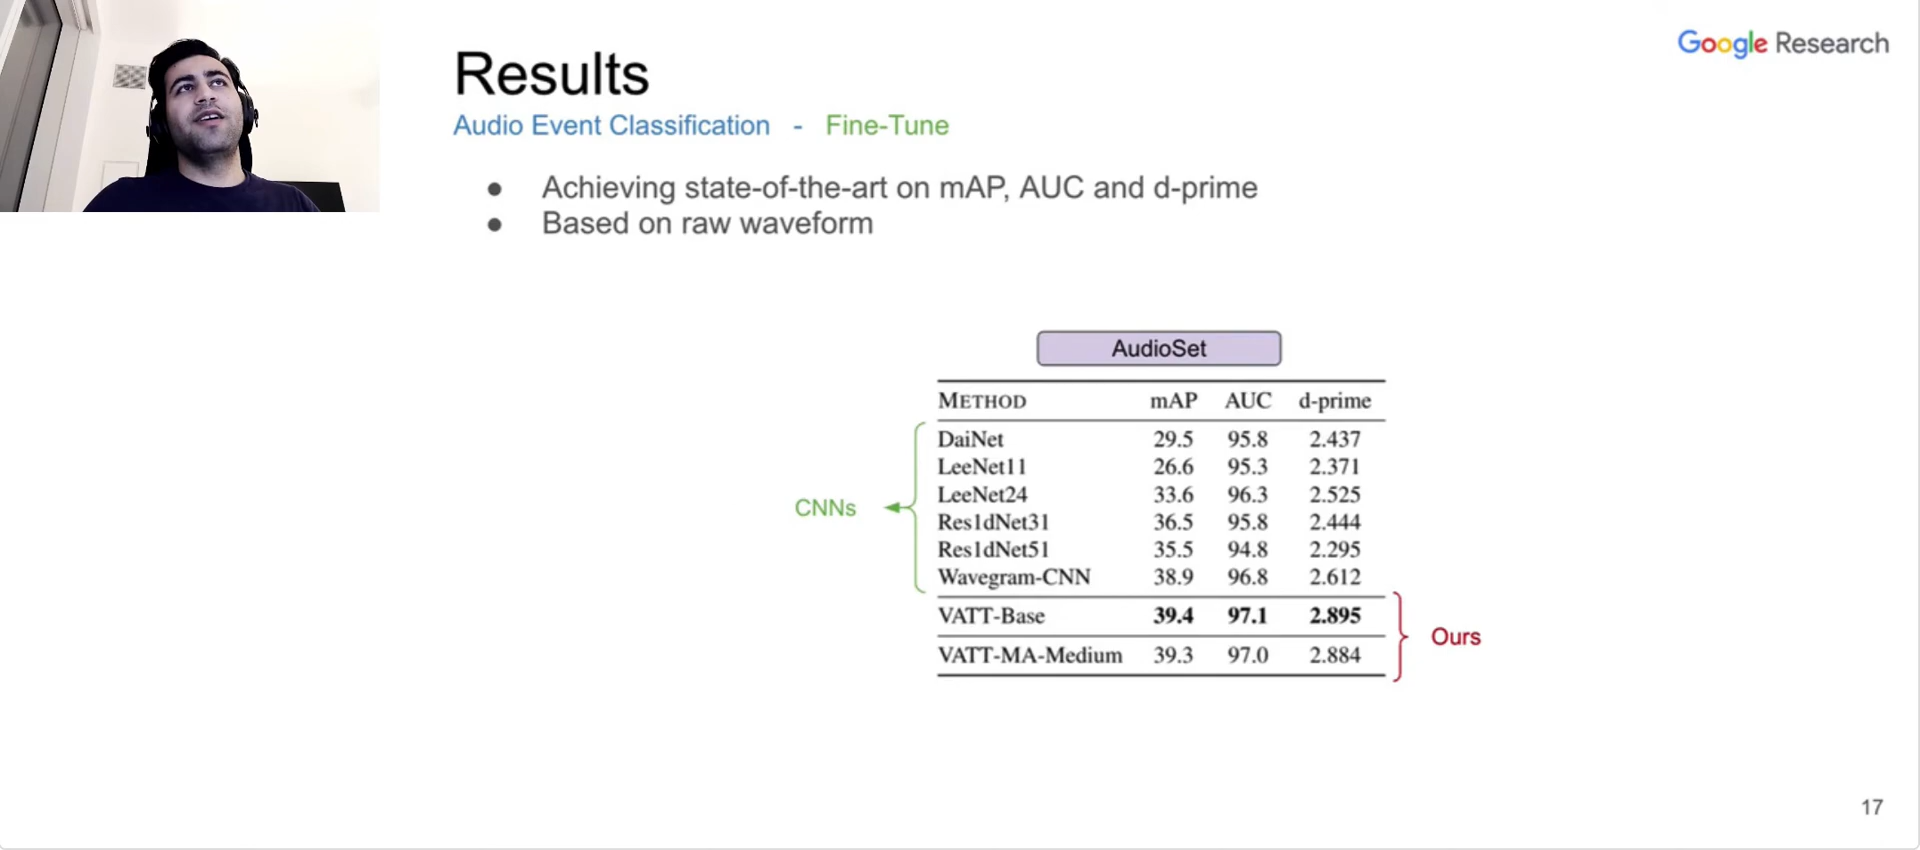 Google Research
Results
Audio Event Classification - Fine-Tune
● Achieving state-of-the-art on mAP, AUC and d-prime
● Based on raw waveform
AudioSet
METHOD mAP AUC d-prime
DaiNet 29.5 95.8 2.437
LeeNet11 26.6 95.3 2.371
LeeNet24 33.6 96.3 2.525
CNNs
Res1dNet31 36.5 95.8 2.444
Res1dNet51 35.5 94.8 2.295
Wavegram-CNN 38.9 96.8 2.612
VATT-Base 39.4 97.1 2.895
Ours
VATT-MA-Medium 39.3 97.0 2.884
17